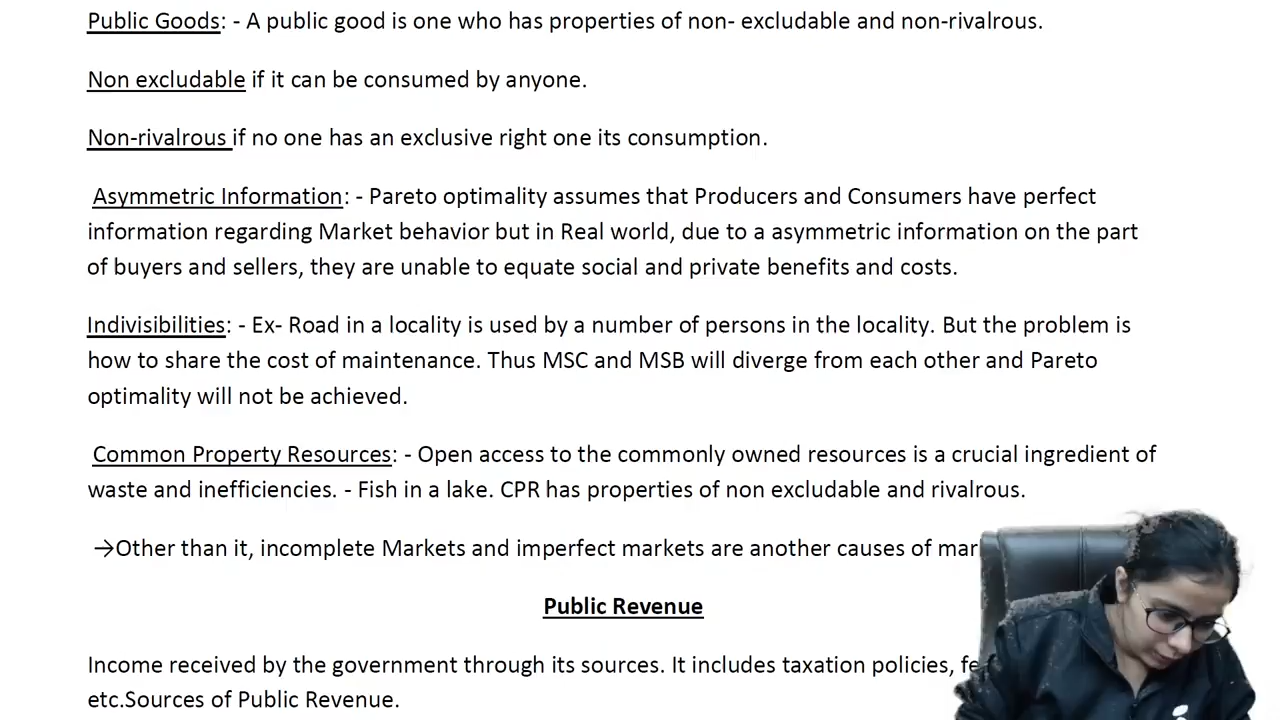 Public Goods: - A public good is one who has properties of non- excludable and non-rivalrous.
Non excludable if it can be consumed by anyone.
Non-rivalrous if no one has an exclusive right one its consumption.
Asymmetric Information: - Pareto optimality assumes that Producers and Consumers have perfect
information regarding Market behavior but in Real world, due to a asymmetric information on the part
of buyers and sellers, they are unable to equate social and private benefits and costs.
Indivisibilities: - Ex- Road in a locality is used by a number of persons in the locality. But the problem is
how to share the cost of maintenance. Thus MSC and MSB will diverge from each other and Pareto
optimality will not be achieved.
Common Property Resources: - Open access to the commonly owned resources is a crucial ingredient of
waste and inefficiencies. - Fish in a lake. CPR has properties of non excludable and rivalrous.
→Other than it, incomplete Markets and imperfect markets are another causes of
Public Revenue
Income received by the government through its sources. It includes taxation policies,
etc.Sources of Public Revenue.